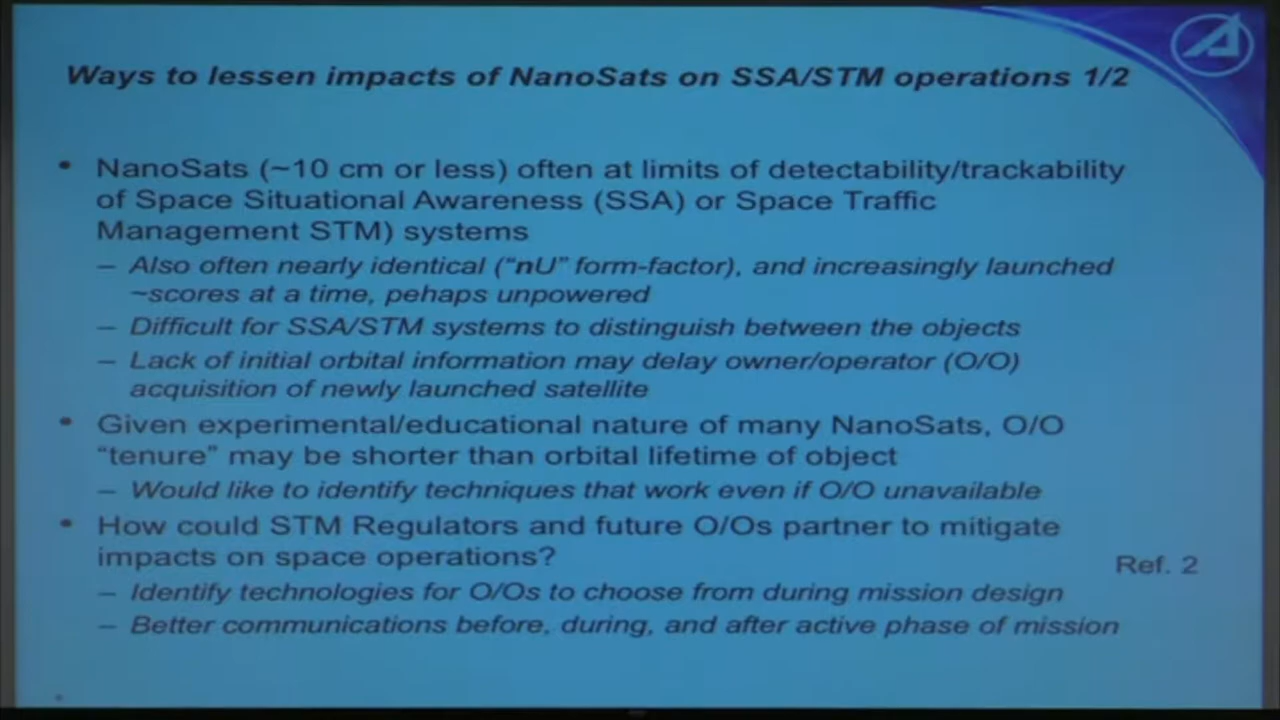 Ways to lessen impacts of NanoSats on SSA/STM operations 1/2
• NanoSats (~10 cm or less) often at limits of detectability/trackability
of Space Situational Awareness (SSA) or Space Traffic
Management STM) systems
– Also often nearly identical ("nU" form-factor), and increasingly launched
~scores at a time, pehaps unpowered
– Difficult for SSA/STM systems to distinguish between the objects
– Lack of initial orbital information may delay owner/operator (O/O)
acquisition of newly launched satellite
• Given experimental/educational nature of many NanoSats, O/O
"tenure" may be shorter than orbital lifetime of object
– Would like to identify techniques that work even if O/O unavailable
• How could STM Regulators and future O/Os partner to mitigate
impacts on space operations?
Ref. 2
– Identify technologies for O/Os to choose from during mission design
– Better communications before, during, and after active phase of mission